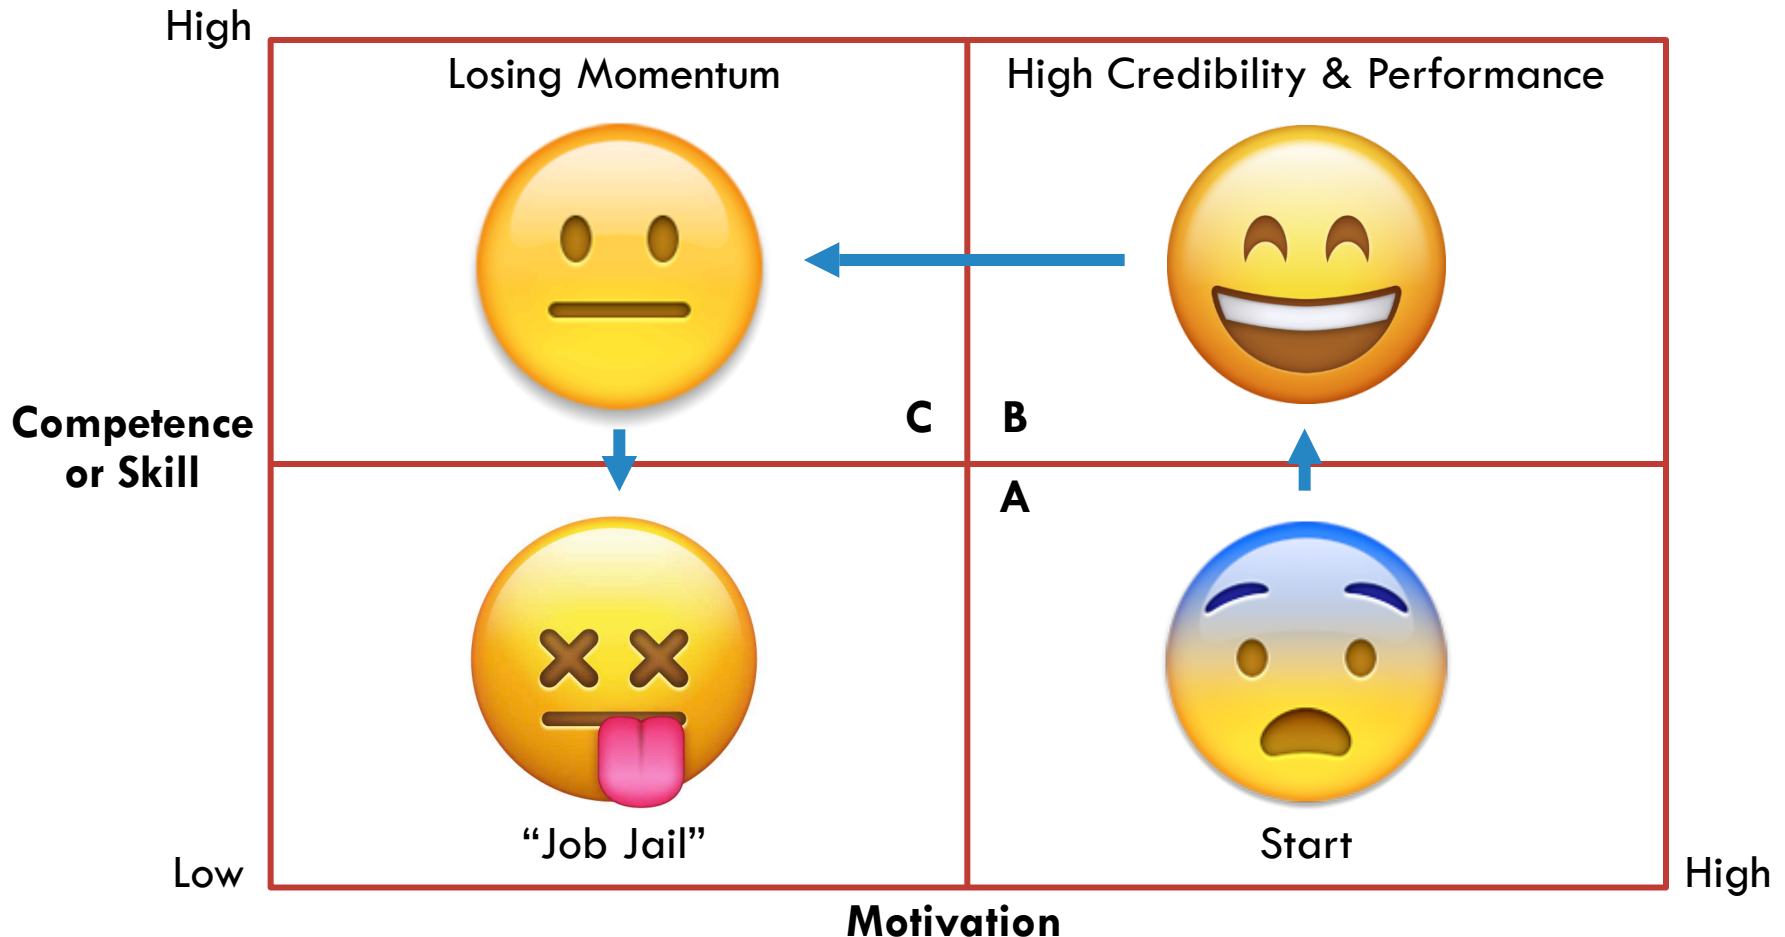 High
Losing Momentum
High Credibility & Performance
Competence
or Skill
C
B
A
“Job Jail”
Start
Low
High
Motivation